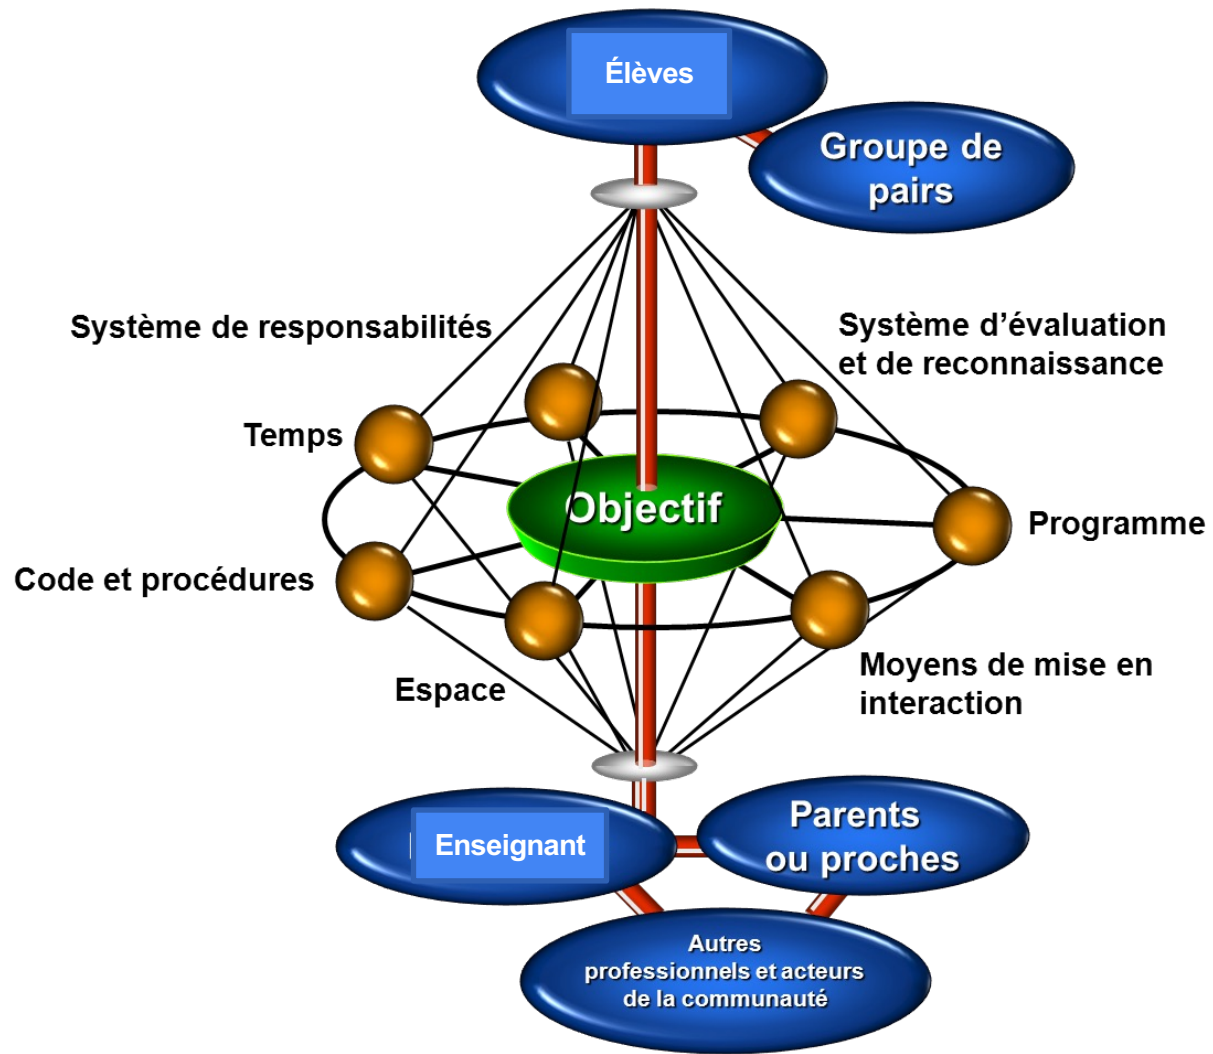 Élèves
Groupe de
pairs
Système de responsabilités
Système d’évaluation
et de reconnaissance
Temps
Objectif
Programme
Code et procédures
Espace
Moyens de mise en
interaction
Enseignant
Parents
ou proches
Autres
professionnels et acteurs
de la communauté